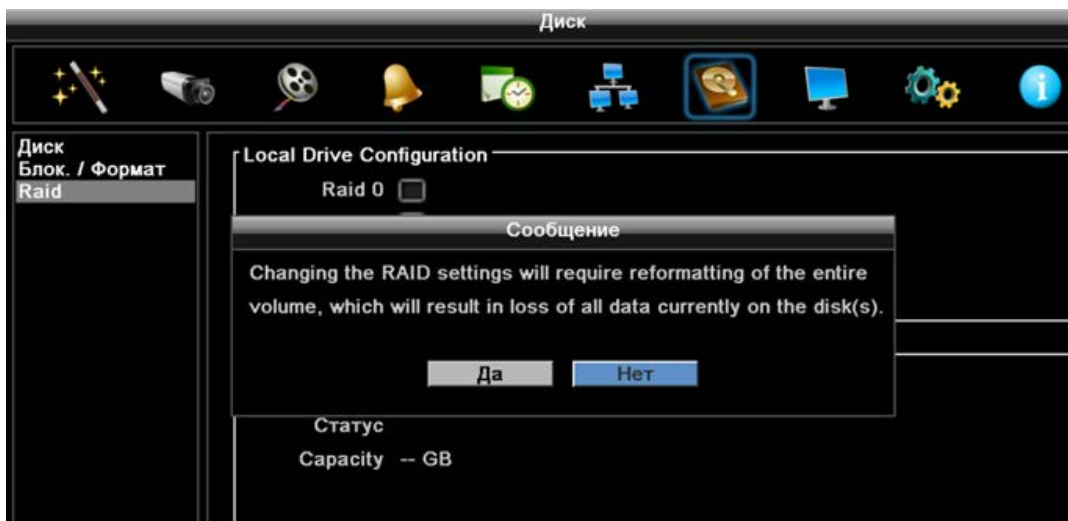 Диск
Диск
Блок. / Формат
Raid
Local Drive Configuration
Raid 0
Сообщение
Changing the RAID settings will require reformatting of the entire
volume, which will result in loss of all data currently on the disk(s).
Да Нет
Статус
Capacity -- GB